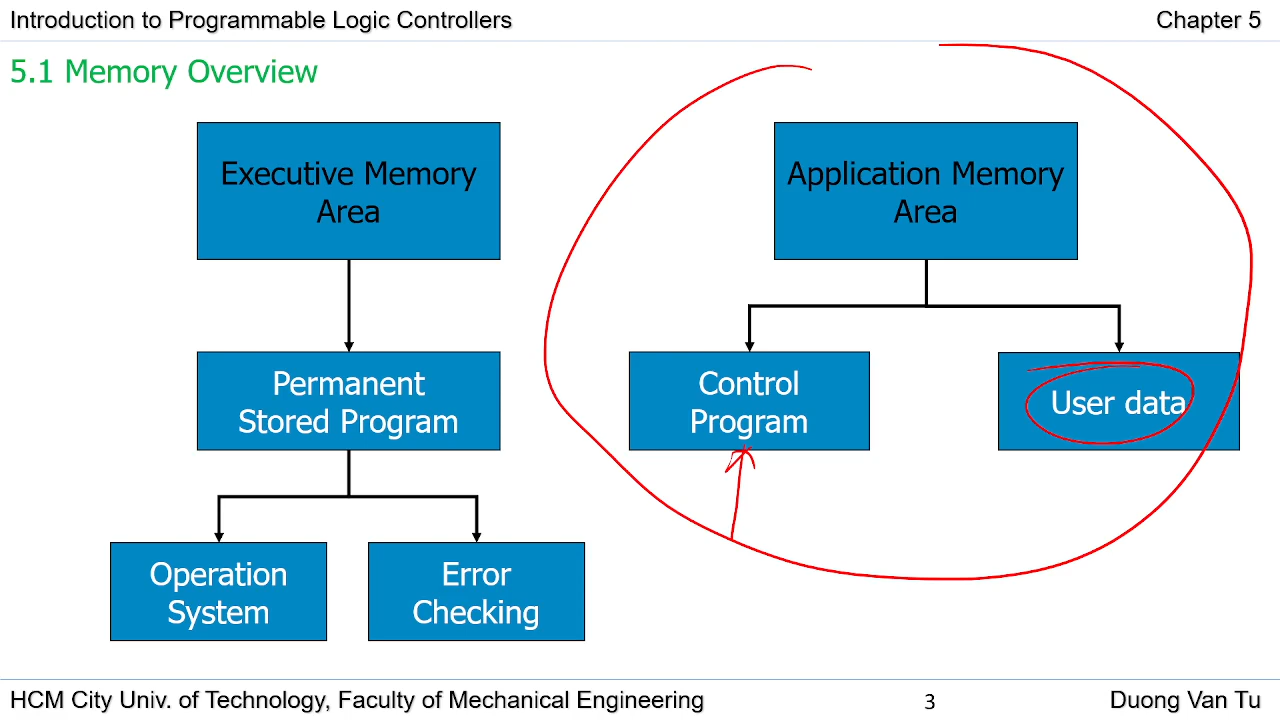 Introduction to Programmable Logic Controllers
Chapter 5
5.1 Memory Overview
Executive Memory
Area
Application Memory
Area
Permanent
Stored Program
Control
Program
User data
Operation
System
Error
Checking
HCM City Univ. of Technology, Faculty of Mechanical Engineering
3
Duong Van Tu